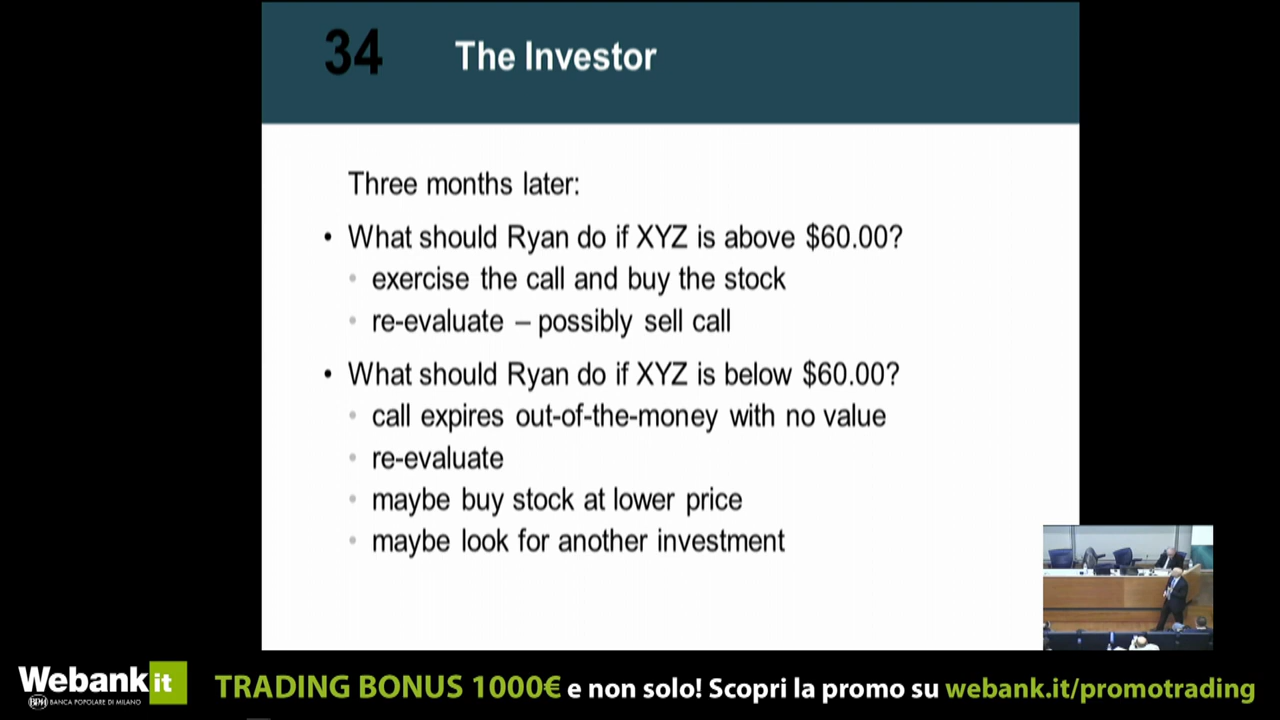 34 The Investor
Three months later:
• What should Ryan do if XYZ is above $60.00?
• exercise the call and buy the stock
• re-evaluate – possibly sell call
• What should Ryan do if XYZ is below $60.00?
• call expires out-of-the-money with no value
• re-evaluate
• maybe buy stock at lower price
• maybe look for another investment
Webank it
BPM BANCA POPOLARE DI MILANO
TRADING BONUS 1000€ e non solo! Scopri la promo su webank.it/promotrading